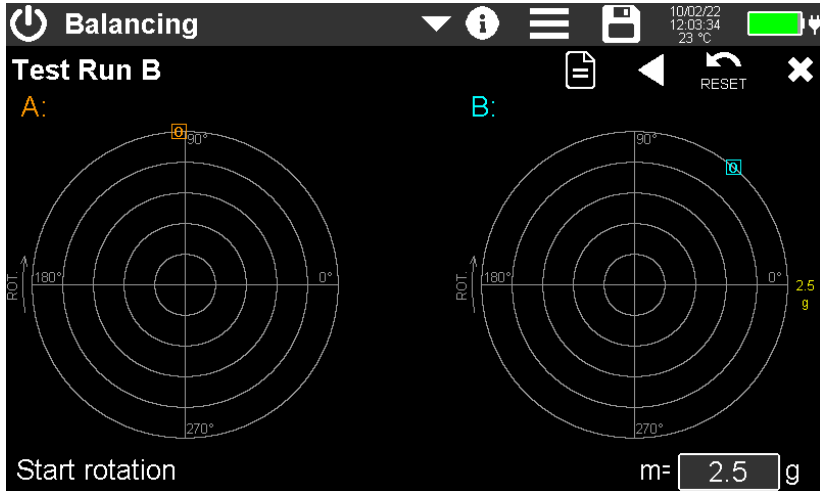 Balancing
10/02/22
12:03:34
23 °C
Test Run B
RESET
A:
B:
0
90°
180°
0°
270°
ROT.
0
90°
180°
0°
270°
ROT.
2.5
g
Start rotation
m= 2.5 g